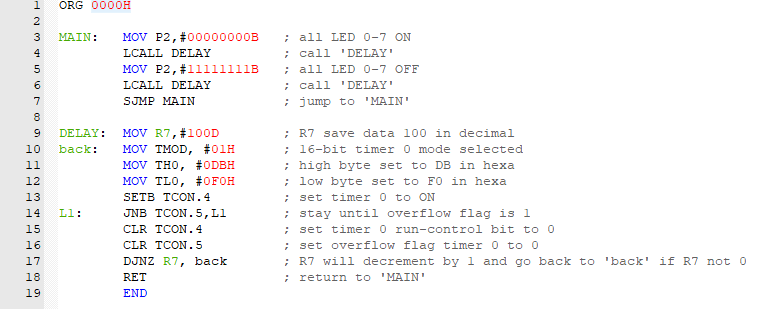 1 ORG 0000H
2
3 MAIN: MOV P2,#00000000B ; all LED 0-7 ON
4 LCALL DELAY ; call 'DELAY'
5 MOV P2,#11111111B ; all LED 0-7 OFF
6 LCALL DELAY ; call 'DELAY'
7 SJMP MAIN ; jump to 'MAIN'
8
9 DELAY: MOV R7,#100D ; R7 save data 100 in decimal
10 back: MOV TMOD, #01H ; 16-bit timer 0 mode selected
11 MOV TH0, #0DBH ; high byte set to DB in hexa
12 MOV TL0, #0F0H ; low byte set to F0 in hexa
13 SETB TCON.4 ; set timer 0 to ON
14 L1: JNB TCON.5,L1 ; stay until overflow flag is 1
15 CLR TCON.4 ; set timer 0 run-control bit to 0
16 CLR TCON.5 ; set overflow flag timer 0 to 0
17 DJNZ R7, back ; R7 will decrement by 1 and go back to 'back' if R7 not 0
18 RET ; return to 'MAIN'
19 END